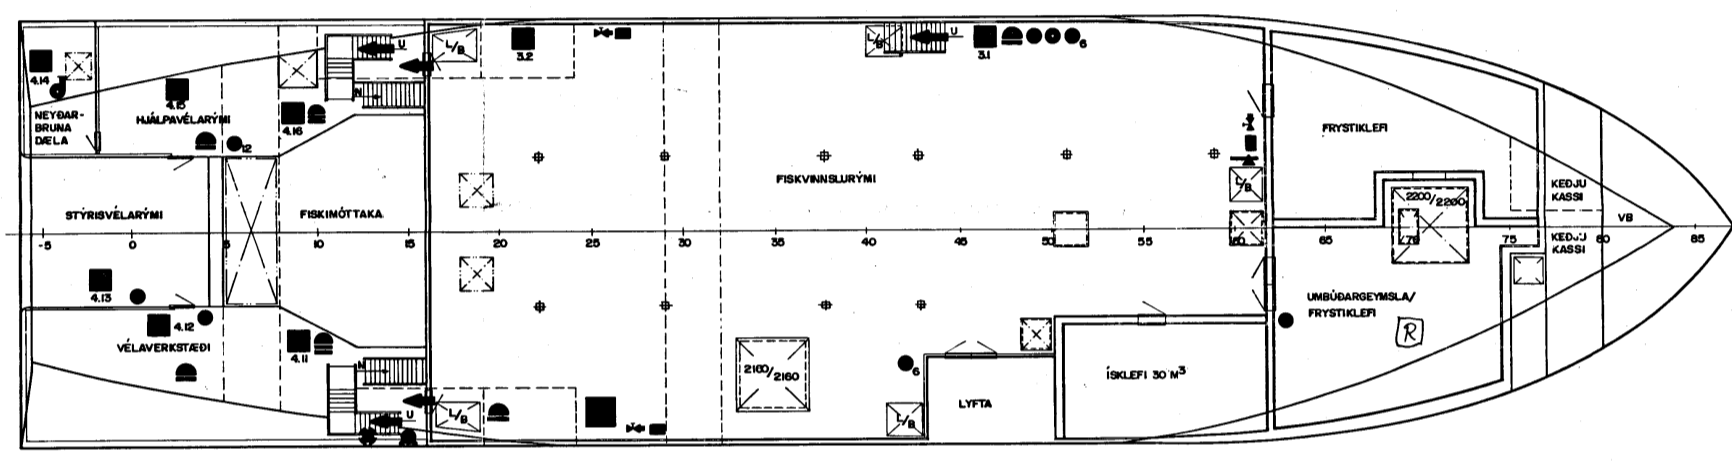 4.14
NEYÐAR-
BRUNA
DÆLA
4.15
HJÁLPAVÉLARÝMI
4.16
12
U
N
L/B
3.2
L/B
U
3.1
6
FISKVINNSLURÝMI
L/B
FRYSTIKLEFI
2200/2200
KEÐJU
KASSI
VB
KEÐJU
KASSI
STÝRISVÉLARÝMI
FISKIMÓTTAKA
-5 0 5 10 15 20 25 30 35 40 45 50 55 60 65 70 75 80 85
4.13
4.12
VÉLAVERKSTÆÐI
4.11
N
U
L/B
2160/2160
6
L/B
LYFTA
ÍSKLEFI 30 M³
UMBÚÐARGEYMSLA/
FRYSTIKLEFI
R